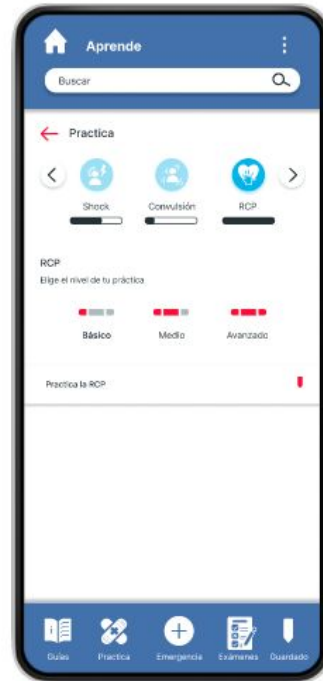 Aprende
Buscar
Practica
Shock Convulsión RCP
RCP
Elige el nivel de tu práctica
Básico Medio Avanzado
Practica la RCP
Guías Practica Emergencia Exámenes Guardado